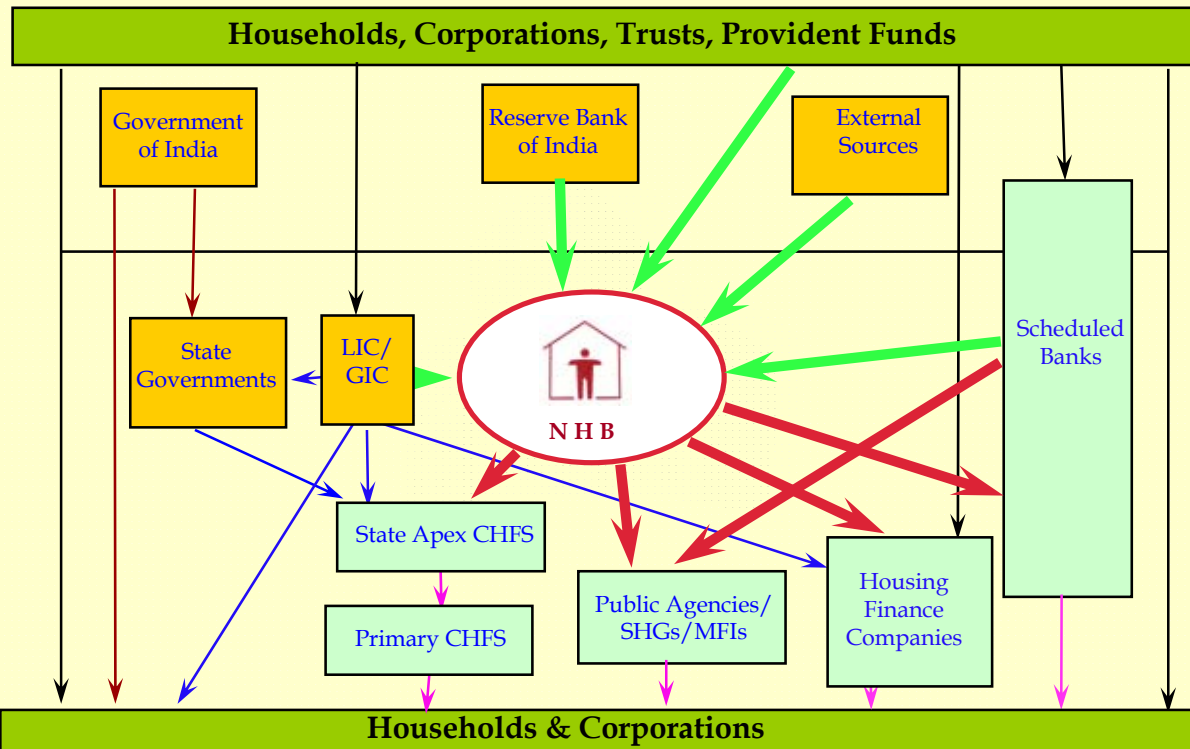 Households, Corporations, Trusts, Provident Funds
Government
of India
Reserve Bank
of India
External
Sources
State
Governments
LIC/
GIC
N H B
Scheduled
Banks
State Apex CHFS
Primary CHFS
Public Agencies/
SHGs/MFIs
Housing
Finance
Companies
Households & Corporations